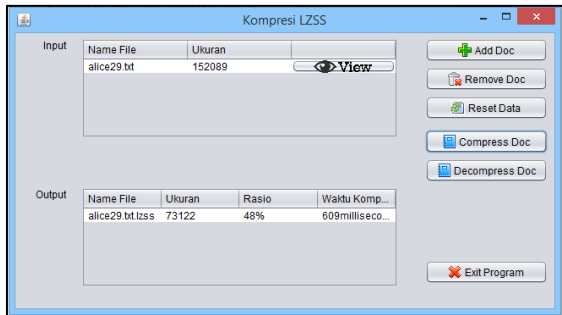 Kompresi LZSS
Input
Name File Ukuran
alice29.txt 152089 View
Add Doc
Remove Doc
Reset Data
Compress Doc
Decompress Doc
Output
Name File Ukuran Rasio Waktu Komp...
alice29.txt.lzss 73122 48% 609milliseco...
Exit Program